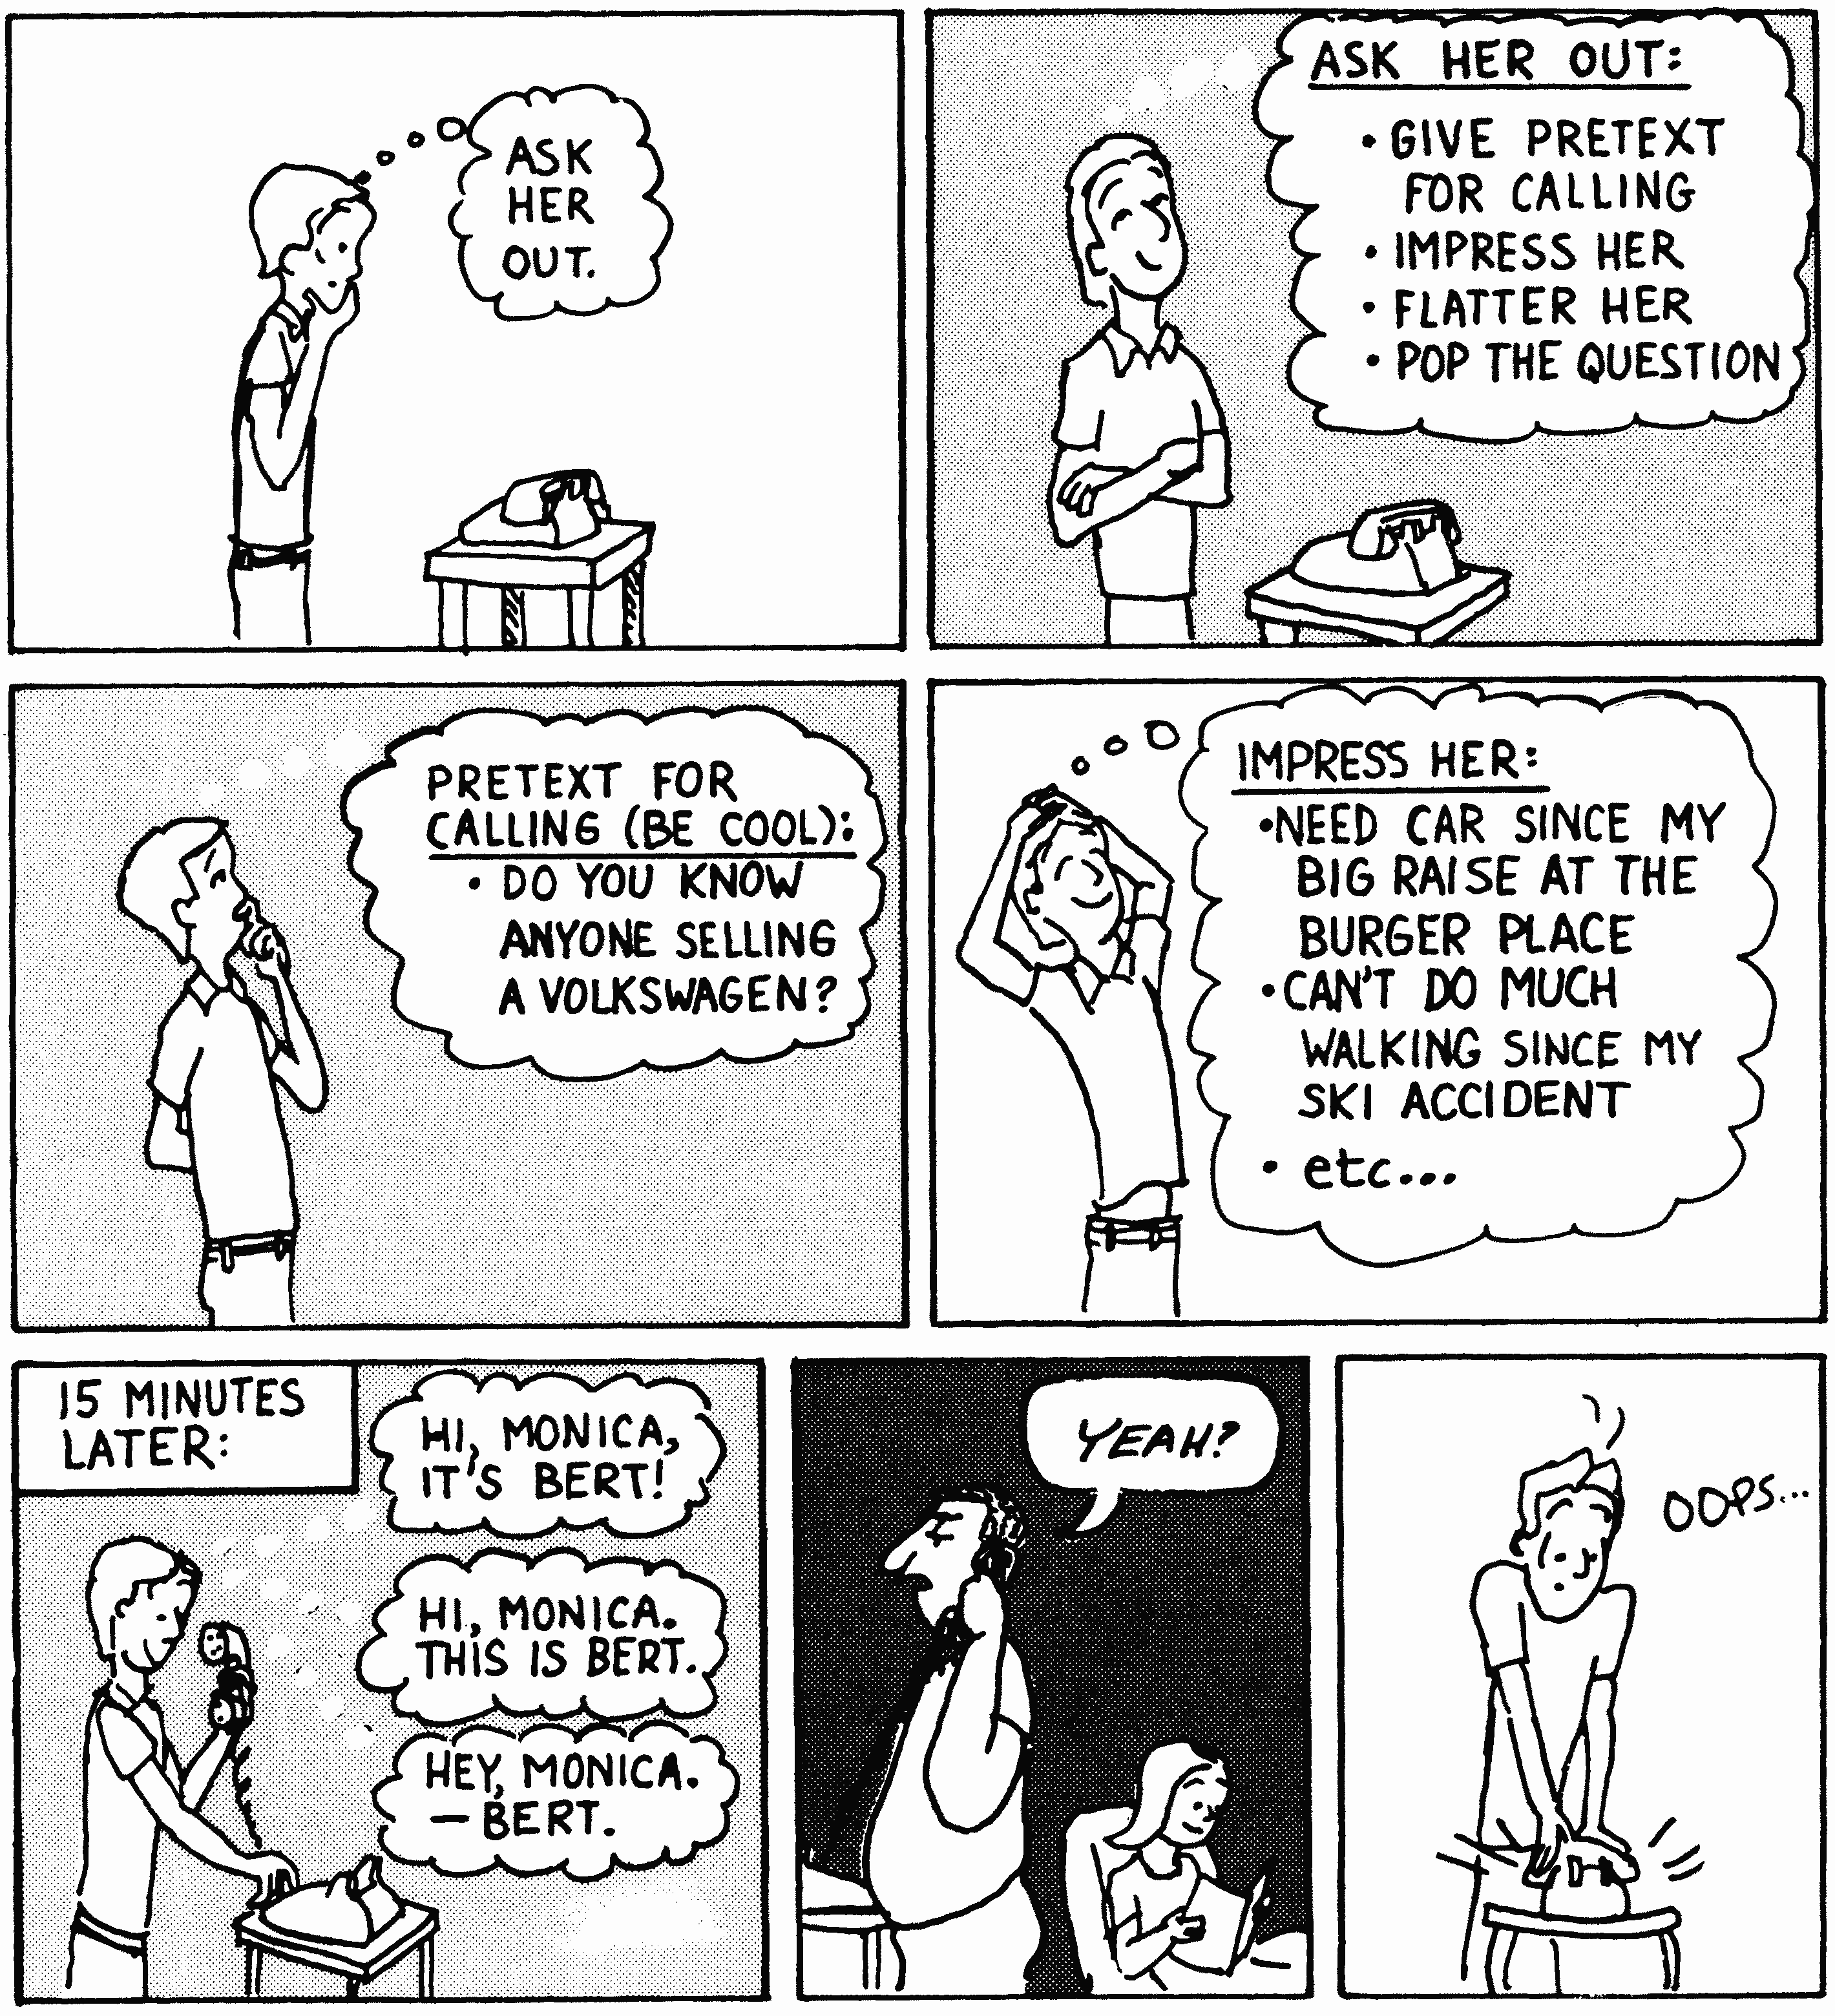 ASK
HER
OUT.
ASK HER OUT:
• GIVE PRETEXT
FOR CALLING
• IMPRESS HER
• FLATTER HER
• POP THE QUESTION
PRETEXT FOR
CALLING (BE COOL):
• DO YOU KNOW
ANYONE SELLING
A VOLKSWAGEN?
IMPRESS HER:
• NEED CAR SINCE MY
BIG RAISE AT THE
BURGER PLACE
• CAN'T DO MUCH
WALKING SINCE MY
SKI ACCIDENT
• etc...
15 MINUTES
LATER:
HI, MONICA,
IT'S BERT!
HI, MONICA.
THIS IS BERT.
HEY, MONICA.
— BERT.
YEAH?
OOPS...